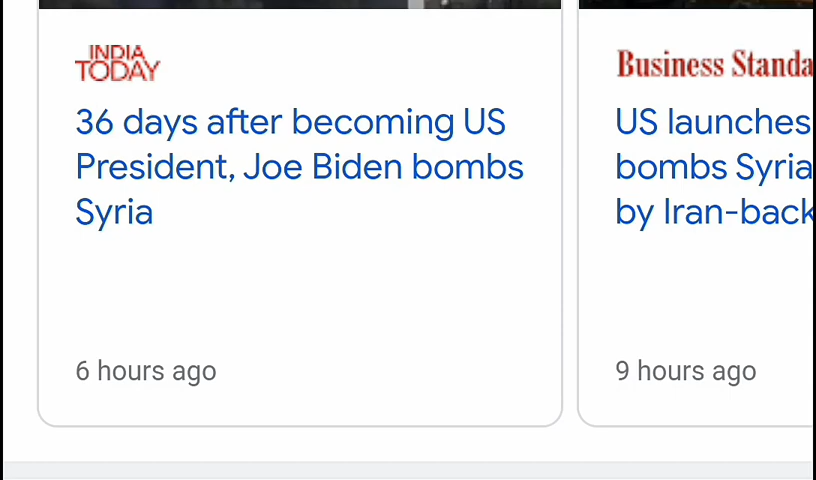 INDIA
TODAY
36 days after becoming US
President, Joe Biden bombs
Syria
6 hours ago
Business Standa
US launches
bombs Syria
by Iran-back
9 hours ago